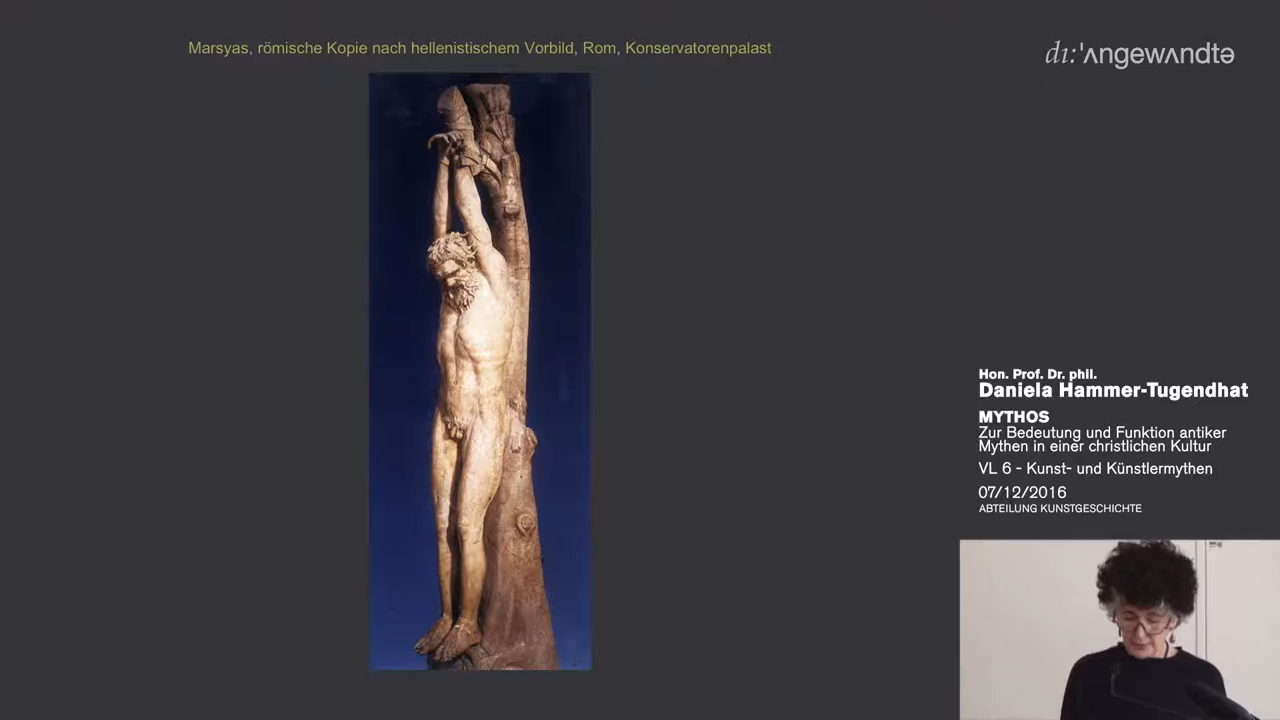 Marsyas, römische Kopie nach hellenistischem Vorbild, Rom, Konservatorenpalast
dı:'ʌngewʌndtə
Hon. Prof. Dr. phil.
Daniela Hammer-Tugendhat
MYTHOS
Zur Bedeutung und Funktion antiker
Mythen in einer christlichen Kultur
VL 6 - Kunst- und Künstlermythen
07/12/2016
ABTEILUNG KUNSTGESCHICHTE